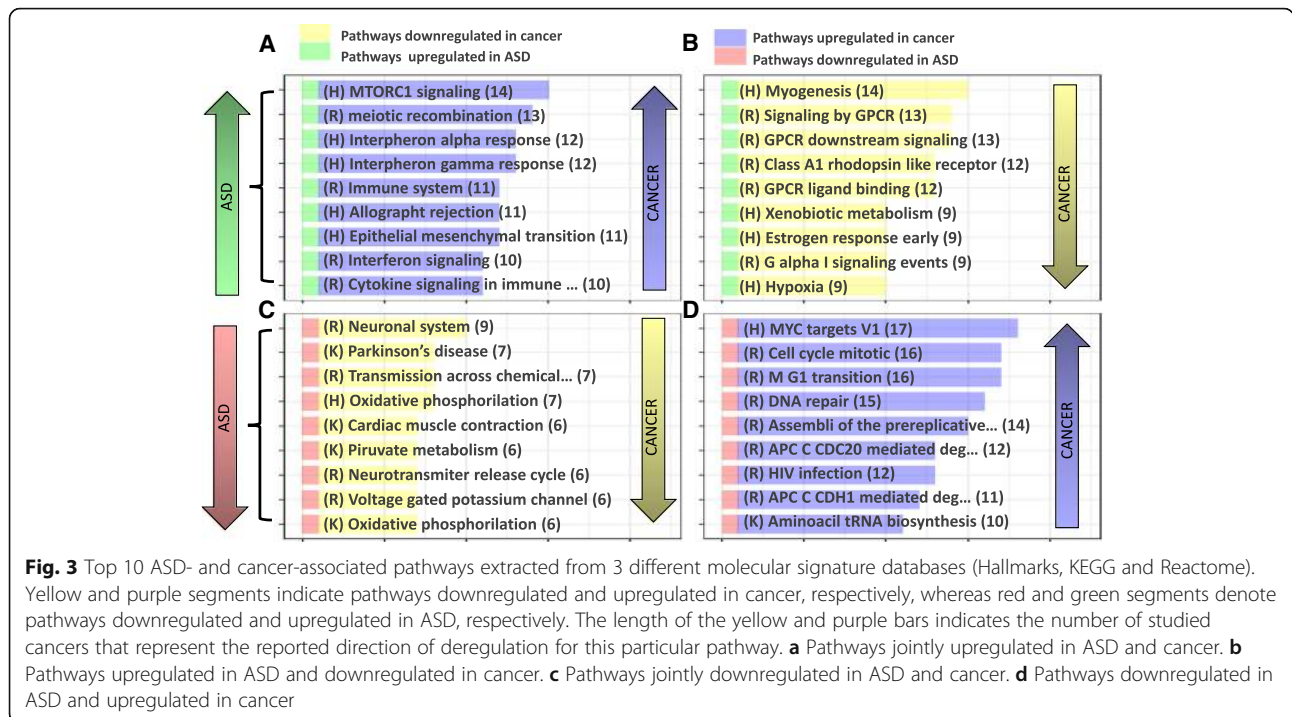 A
Pathways downregulated in cancer
Pathways upregulated in ASD
B
Pathways upregulated in cancer
Pathways downregulated in ASD
ASD
(H) MTORC1 signaling (14)
(R) meiotic recombination (13)
(H) Interpheron alpha response (12)
(H) Interpheron gamma response (12)
(R) Immune system (11)
(H) Allographt rejection (11)
(H) Epithelial mesenchymal transition (11)
(R) Interferon signaling (10)
(R) Cytokine signaling in immune ... (10)
CANCER
(H) Myogenesis (14)
(R) Signaling by GPCR (13)
(R) GPCR downstream signaling (13)
(R) Class A1 rhodopsin like receptor (12)
(R) GPCR ligand binding (12)
(H) Xenobiotic metabolism (9)
(H) Estrogen response early (9)
(R) G alpha I signaling events (9)
(H) Hypoxia (9)
CANCER
C
ASD
(R) Neuronal system (9)
(K) Parkinson's disease (7)
(R) Transmission across chemical... (7)
(H) Oxidative phosphorilation (7)
(K) Cardiac muscle contraction (6)
(K) Piruvate metabolism (6)
(R) Neurotransmiter release cycle (6)
(R) Voltage gated potassium channel (6)
(K) Oxidative phosphorilation (6)
CANCER
D
(H) MYC targets V1 (17)
(R) Cell cycle mitotic (16)
(R) M G1 transition (16)
(R) DNA repair (15)
(R) Assembli of the prereplicative... (14)
(R) APC C CDC20 mediated deg... (12)
(R) HIV infection (12)
(R) APC C CDH1 mediated deg... (11)
(K) Aminoacil tRNA biosynthesis (10)
CANCER
Fig. 3 Top 10 ASD- and cancer-associated pathways extracted from 3 different molecular signature databases (Hallmarks, KEGG and Reactome).
Yellow and purple segments indicate pathways downregulated and upregulated in cancer, respectively, whereas red and green segments denote
pathways downregulated and upregulated in ASD, respectively. The length of the yellow and purple bars indicates the number of studied
cancers that represent the reported direction of deregulation for this particular pathway. a Pathways jointly upregulated in ASD and cancer. b
Pathways upregulated in ASD and downregulated in cancer. c Pathways jointly downregulated in ASD and cancer. d Pathways downregulated in
ASD and upregulated in cancer